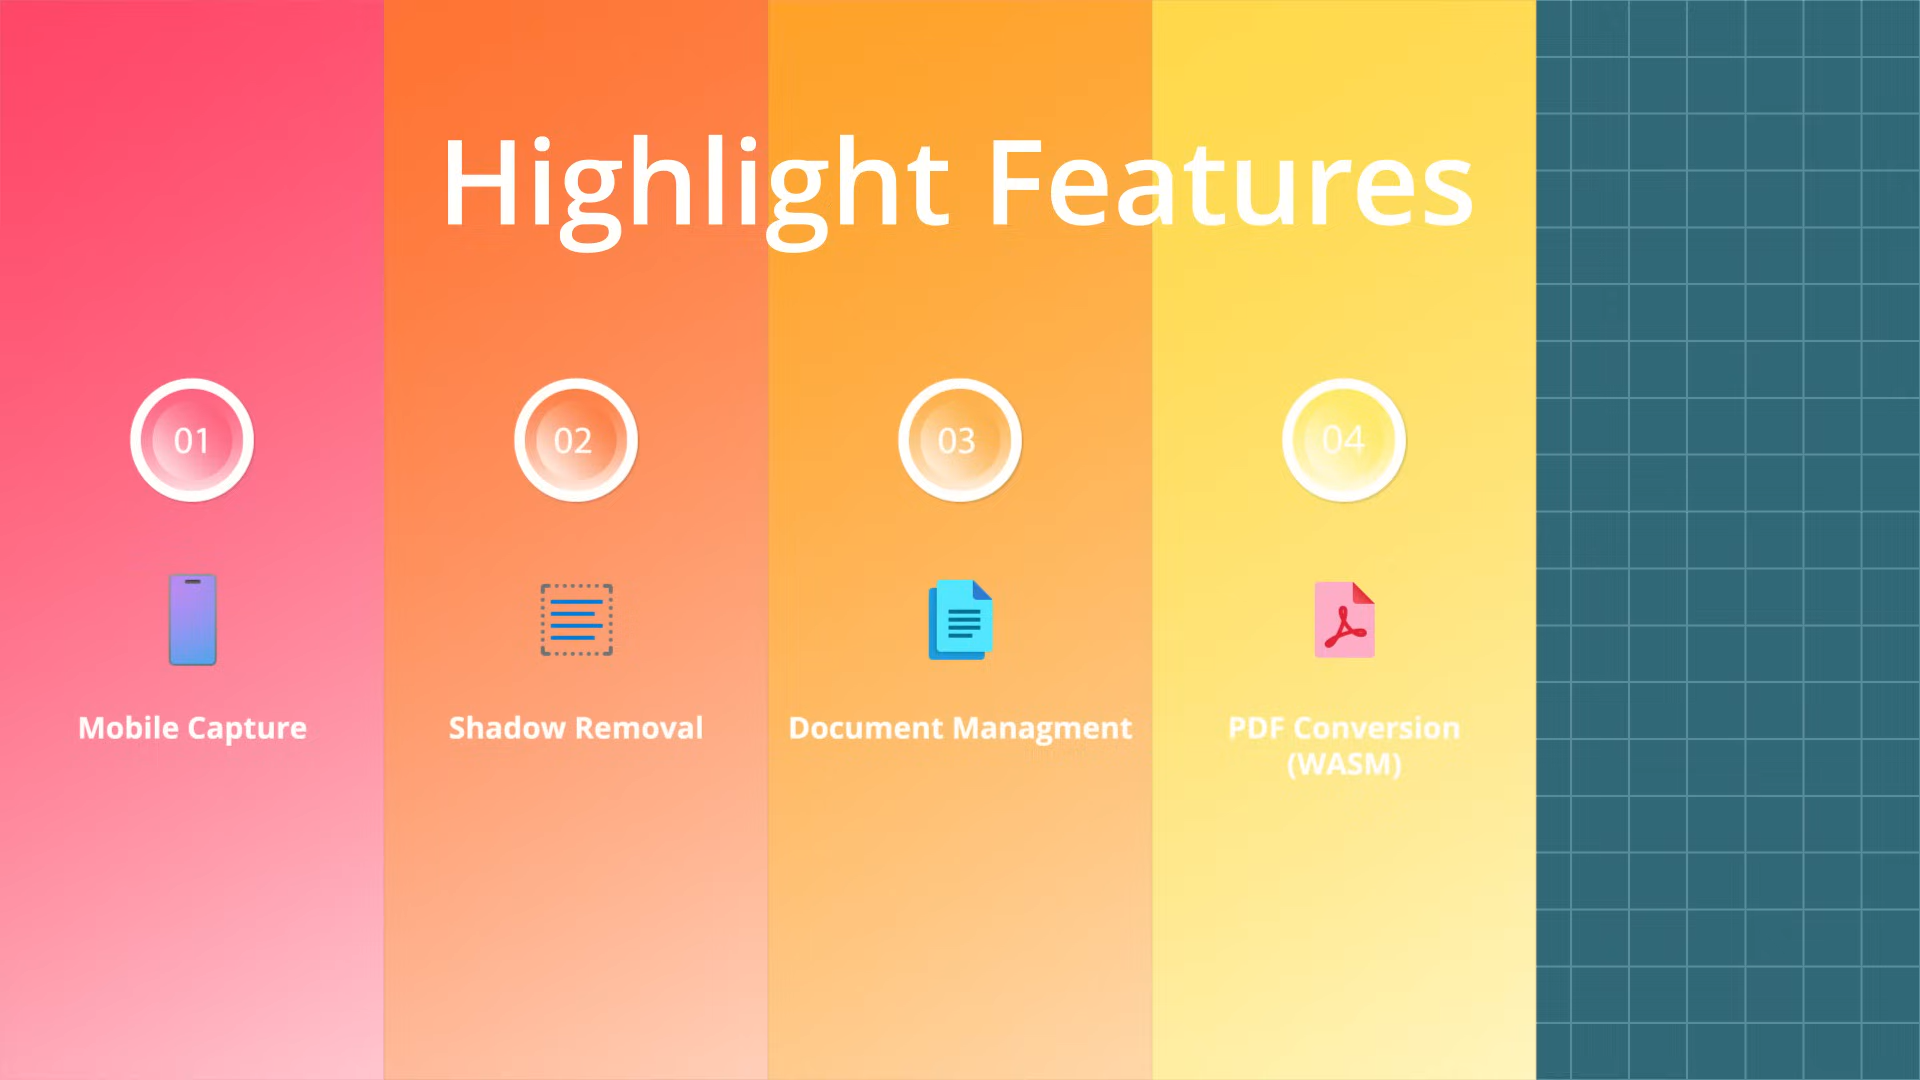 Highlight Features
01
02
03
04
Mobile Capture
Shadow Removal
Document Managment
PDF Conversion
(WASM)